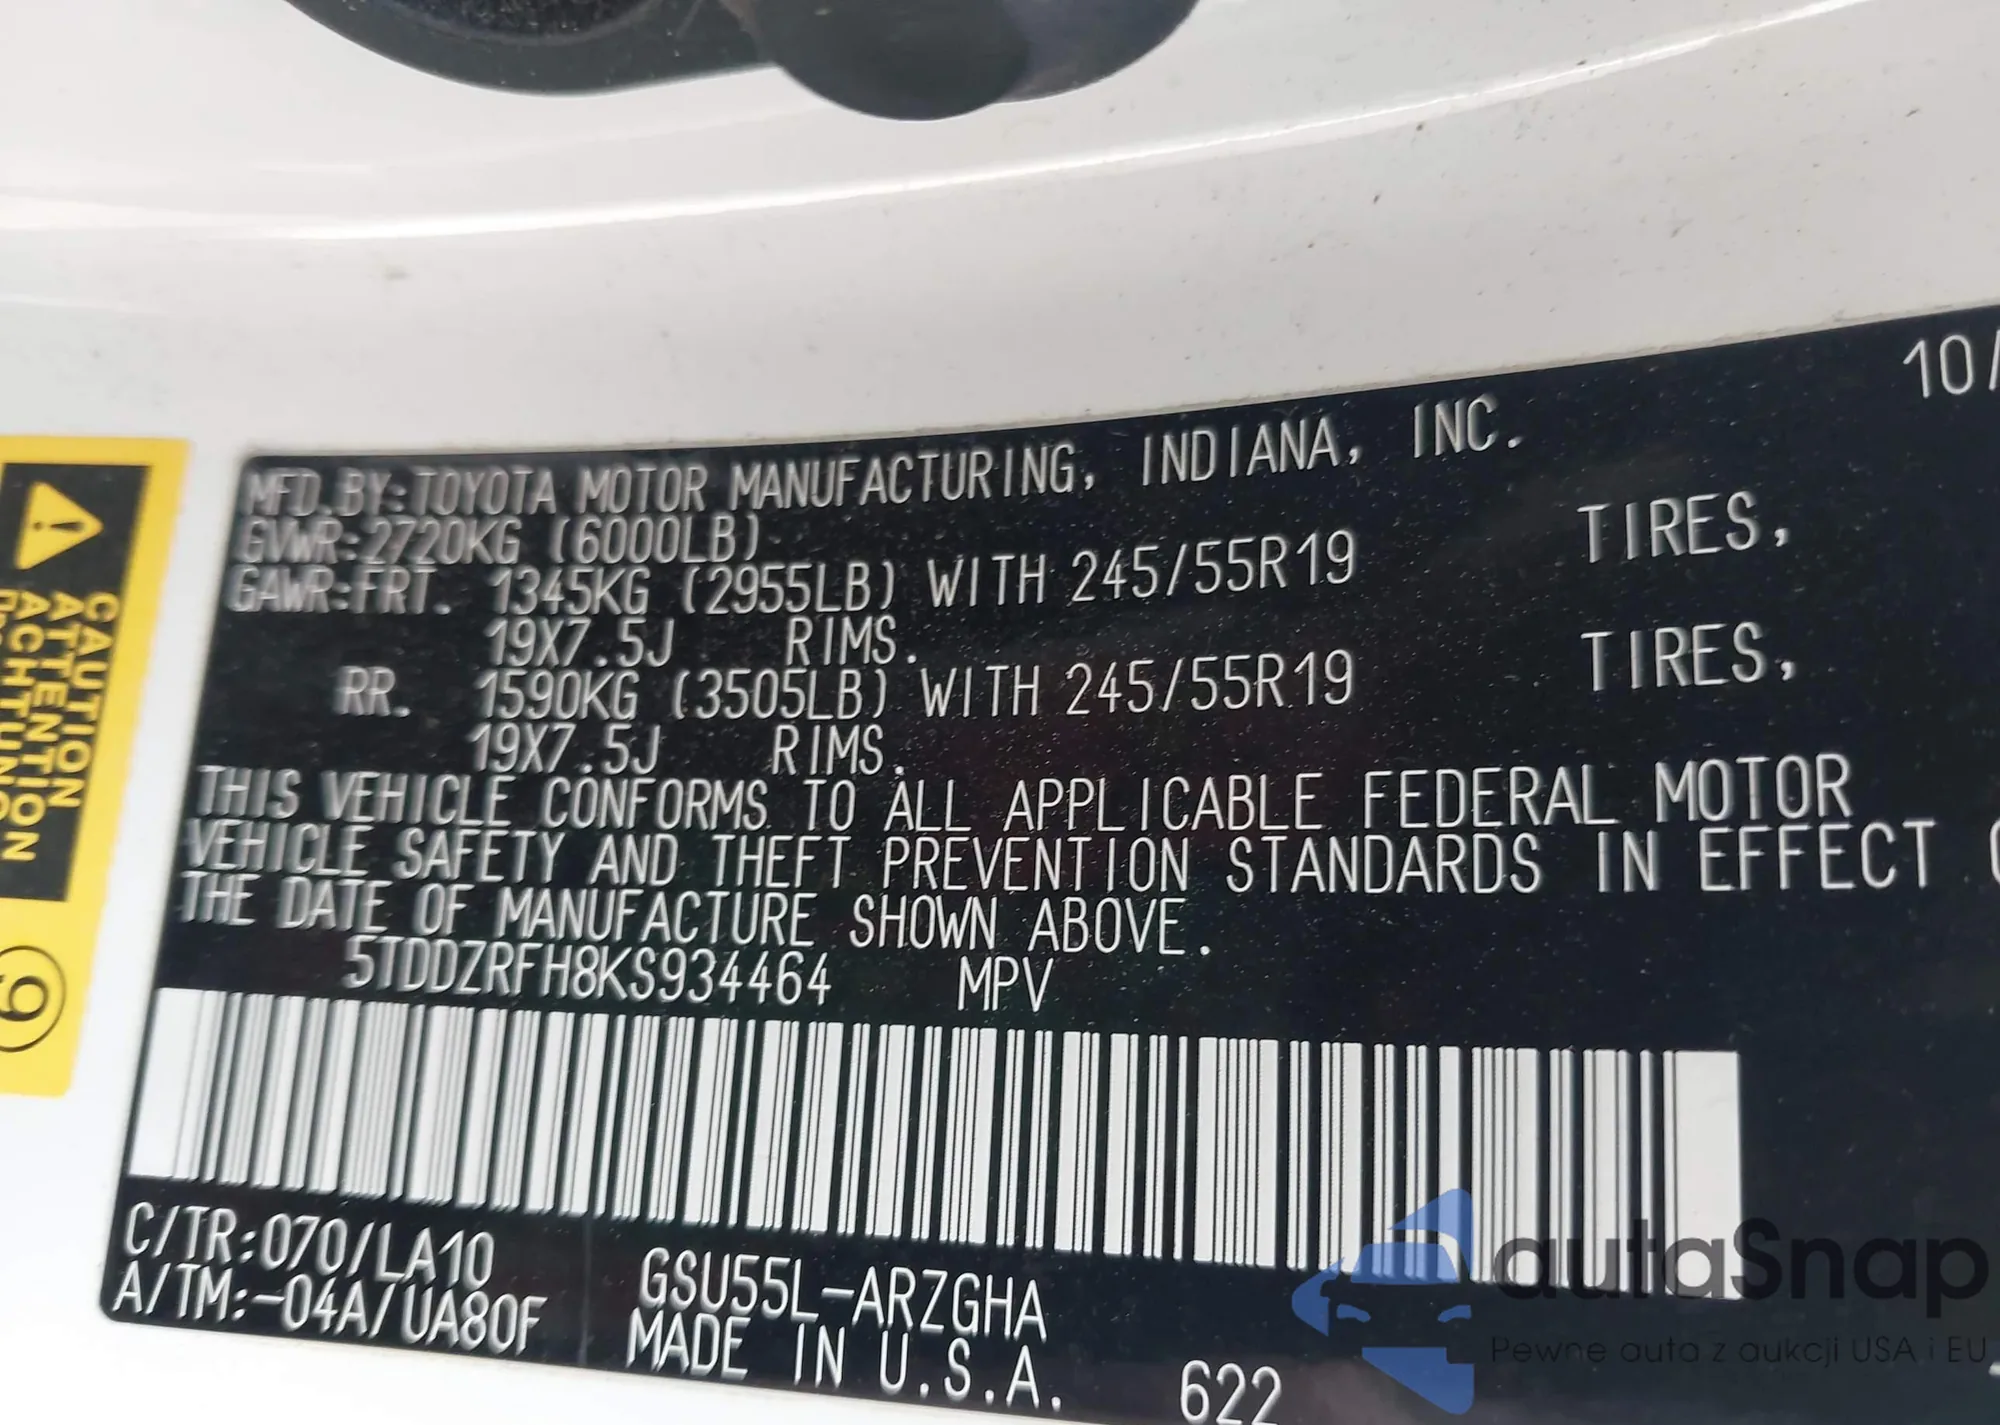 10/
MFD.BY:TOYOTA MOTOR MANUFACTURING, INDIANA, INC.
GVWR:2720KG (6000LB)
GAWR:FRT. 1345KG (2955LB) WITH 245/55R19 TIRES,
19X7.5J RIMS.
RR. 1590KG (3505LB) WITH 245/55R19 TIRES,
19X7.5J RIMS.
THIS VEHICLE CONFORMS TO ALL APPLICABLE FEDERAL MOTOR
VEHICLE SAFETY AND THEFT PREVENTION STANDARDS IN EFFECT
THE DATE OF MANUFACTURE SHOWN ABOVE.
5TDDZRFH8KS934464 MPV
C/TR:070/LA10 GSU55L-ARZGHA
A/TM:-04A/UA80F MADE IN U.S.A. 622
CAUTION
ATTENTION
ACHTUNG
9
autaSnap
Pewne auta z aukcji USA i EU